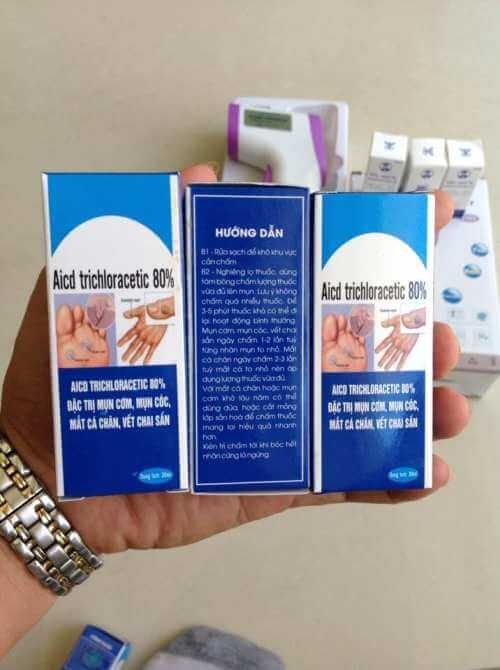 Aicd trichloracetic 80%
AICD TRICHLORACETIC 80%
ĐẶC TRỊ MỤN CƠM, MỤN CÓC,
MẮT CÁ CHÂN, VẾT CHAI SẦN
Dung tích: 20ml
HƯỚNG DẪN
B1 - Rửa sạch để khô khu vực
cần chấm
B2 - Nghiêng lọ thuốc, dùng
tăm bông chấm lượng thuốc
vừa đủ lên mụn. Lưu ý không
chấm quá nhiều thuốc. Để
3-5 phút thuốc khô có thể đi
lại hoạt động bình thường.
Mụn cơm, mụn cóc, vết chai
sần ngày chấm 1-2 lần tuỳ
từng nhân mụn to nhỏ. Mắt
cá chân ngày chấm 2-3 lần
tuỳ mắt cá to nhỏ nên áp
dụng lượng thuốc vừa đủ.
Với mắt cá chân hoặc mụn
cơm khô lâu năm có thể
dùng dũa, hoặc cắt mỏng
lớp sần hoá để chấm thuốc
mang lại hiệu quả nhanh
hơn.
Kiên trì chấm tới khi bóc hết
nhân cứng lõ ngừng.
Aicd trichloracetic 80%
AICD TRICHLORACETIC 80%
ĐẶC TRỊ MỤN CƠM, MỤN CÓC,
MẮT CÁ CHÂN, VẾT CHAI SẦN
Dung tích: 20ml